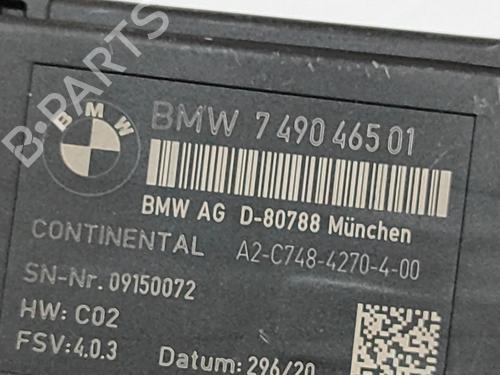 BMW
BMW 7 490 465 01
BMW AG D-80788 München
CONTINENTAL A2-C748-4270-4-00
SN-Nr. 09150072
HW: C02
FSV:4.0.3 Datum: 296/20